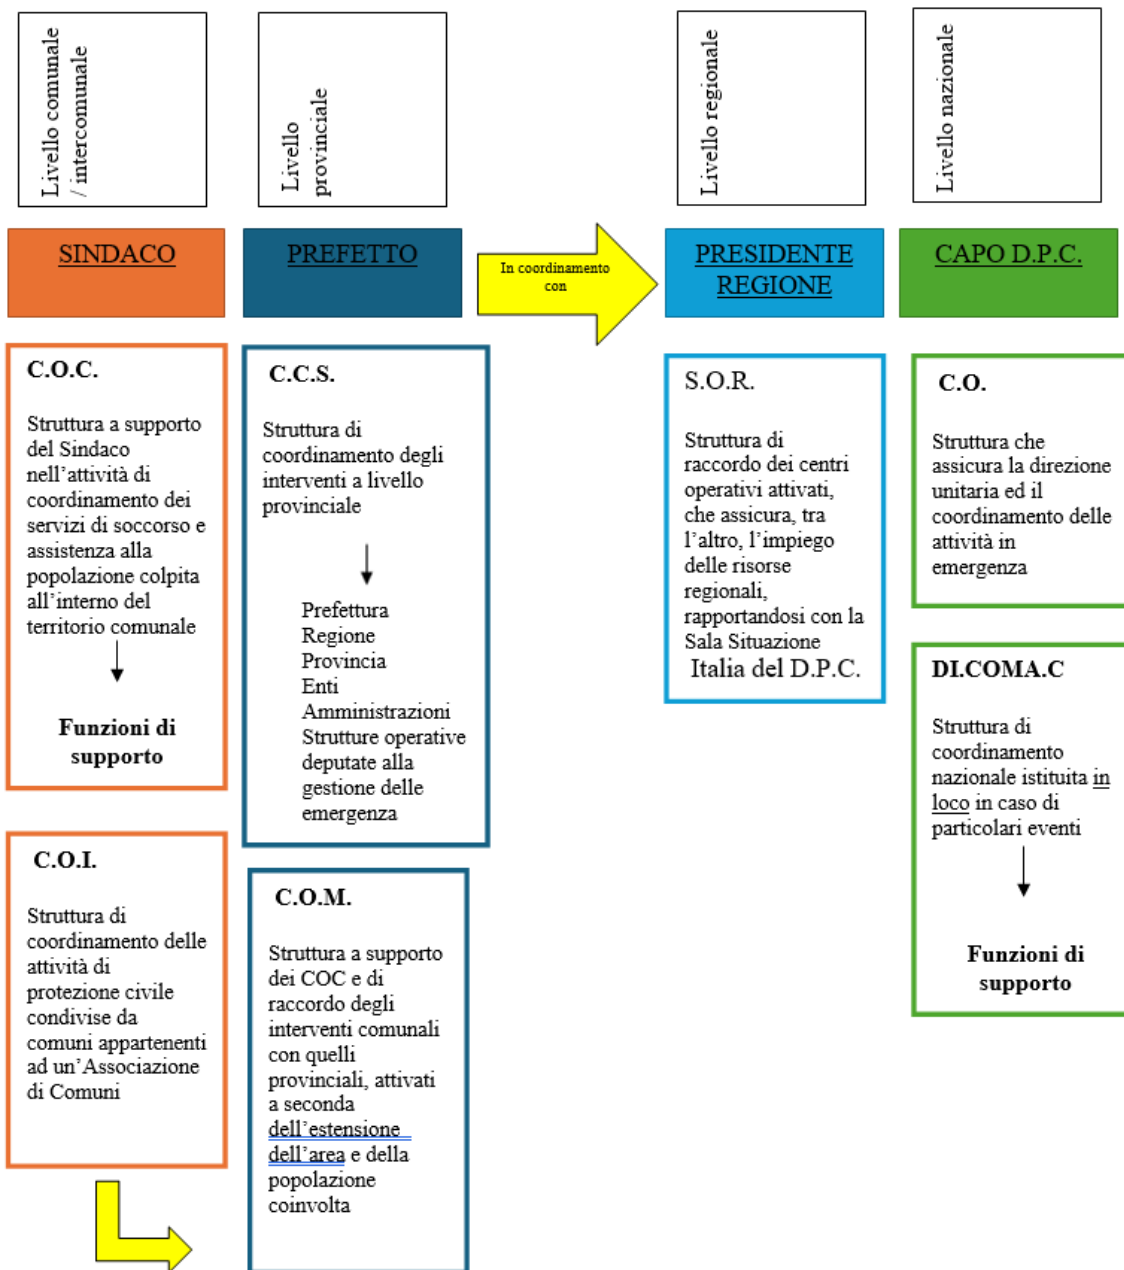 Livello comunale
/ intercomunale
Livello
provinciale
Livello regionale
Livello nazionale
SINDACO
PREFETTO
In coordinamento
con
PRESIDENTE
REGIONE
CAPO D.P.C.
C.O.C.
Struttura a supporto
del Sindaco
nell’attività di
coordinamento dei
servizi di soccorso e
assistenza alla
popolazione colpita
all’interno del
territorio comunale
Funzioni di
supporto
C.O.I.
Struttura di
coordinamento delle
attività di
protezione civile
condivise da
comuni appartenenti
ad un’Associazione
di Comuni
C.C.S.
Struttura di
coordinamento degli
interventi a livello
provinciale
Prefettura
Regione
Provincia
Enti
Amministrazioni
Strutture operative
deputate alla
gestione delle
emergenza
C.O.M.
Struttura a supporto
dei COC e di
raccordo degli
interventi comunali
con quelli
provinciali, attivati
a seconda
dell’estensione
dell’area e della
popolazione
coinvolta
S.O.R.
Struttura di
raccordo dei centri
operativi attivati,
che assicura, tra
l’altro, l’impiego
delle risorse
regionali,
rapportandosi con la
Sala Situazione
Italia del D.P.C.
C.O.
Struttura che
assicura la direzione
unitaria ed il
coordinamento delle
attività in
emergenza
DI.COMA.C
Struttura di
coordinamento
nazionale istituita in
loco in caso di
particolari eventi
Funzioni di
supporto